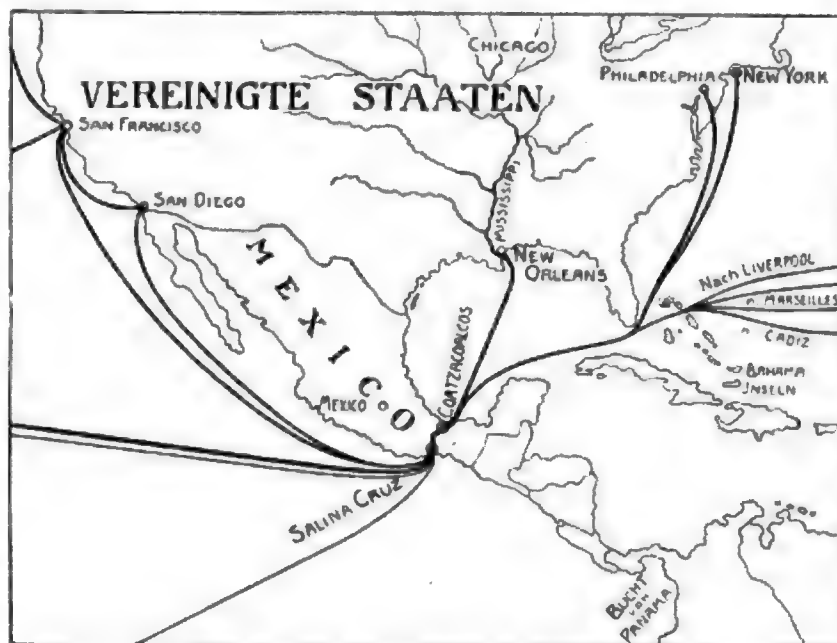 CHICAGO
PHILADELPHIA
NEW YORK
VEREINIGTE STAATEN
SAN FRANCISCO
SAN DIEGO
MISSISSIPPI
NEW
ORLEANS
MEXICO
Nach LIVERPOOL
n. MARSEILLES
n. CADIZ
COATZACOALCOS
BAHAMA
INSELN
MEXICO
SALINA CRUZ
BUCHT
VON
PANAMA